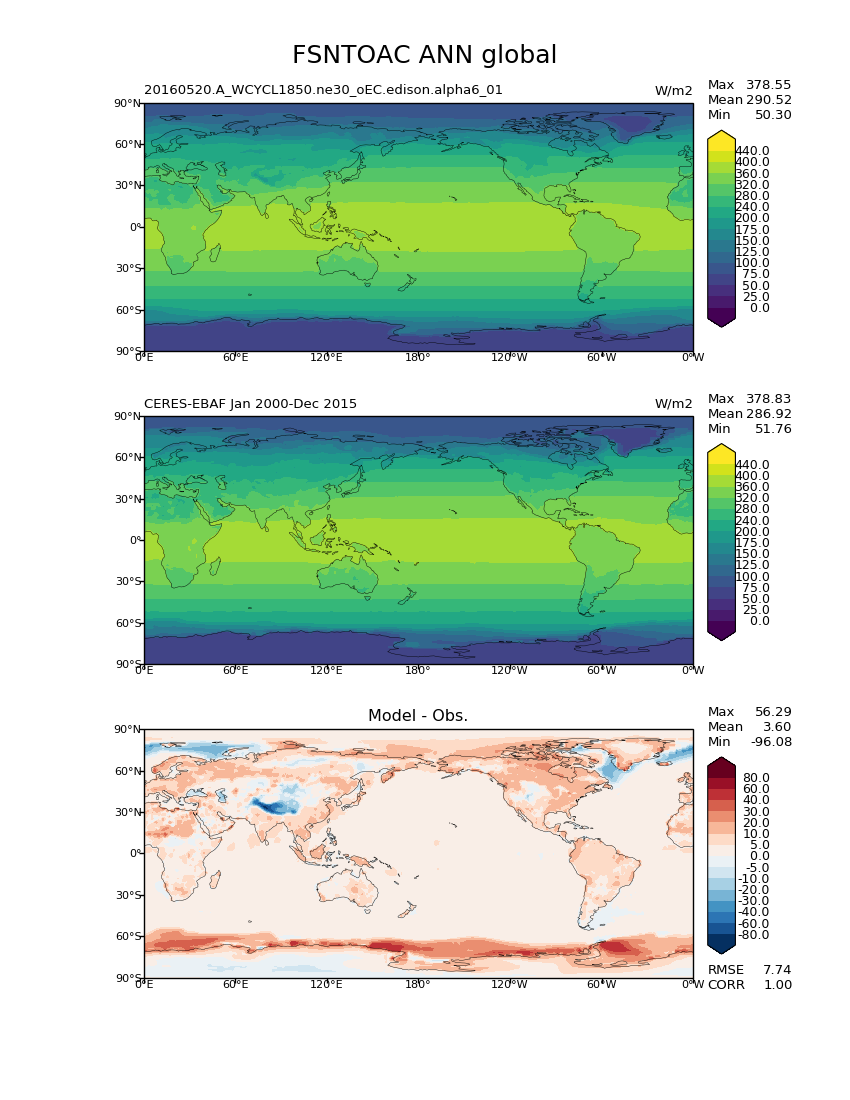 FSNTOAC ANN global
20160520.A_WCYCL1850.ne30_oEC.edison.alpha6_01
W/m2
Max 378.55
Mean 290.52
Min 50.30
90°N
60°N
30°N
0°
30°S
60°S
90°S
0°E 60°E 120°E 180° 120°W 60°W 0°W
440.0
400.0
360.0
320.0
280.0
240.0
200.0
175.0
150.0
125.0
100.0
75.0
50.0
25.0
0.0
CERES-EBAF Jan 2000-Dec 2015
W/m2
Max 378.83
Mean 286.92
Min 51.76
90°N
60°N
30°N
0°
30°S
60°S
90°S
0°E 60°E 120°E 180° 120°W 60°W 0°W
440.0
400.0
360.0
320.0
280.0
240.0
200.0
175.0
150.0
125.0
100.0
75.0
50.0
25.0
0.0
Model - Obs.
Max 56.29
Mean 3.60
Min -96.08
90°N
60°N
30°N
0°
30°S
60°S
90°S
0°E 60°E 120°E 180° 120°W 60°W 0°W
80.0
60.0
40.0
30.0
20.0
10.0
5.0
0.0
-5.0
-10.0
-20.0
-30.0
-40.0
-60.0
-80.0
RMSE 7.74
CORR 1.00